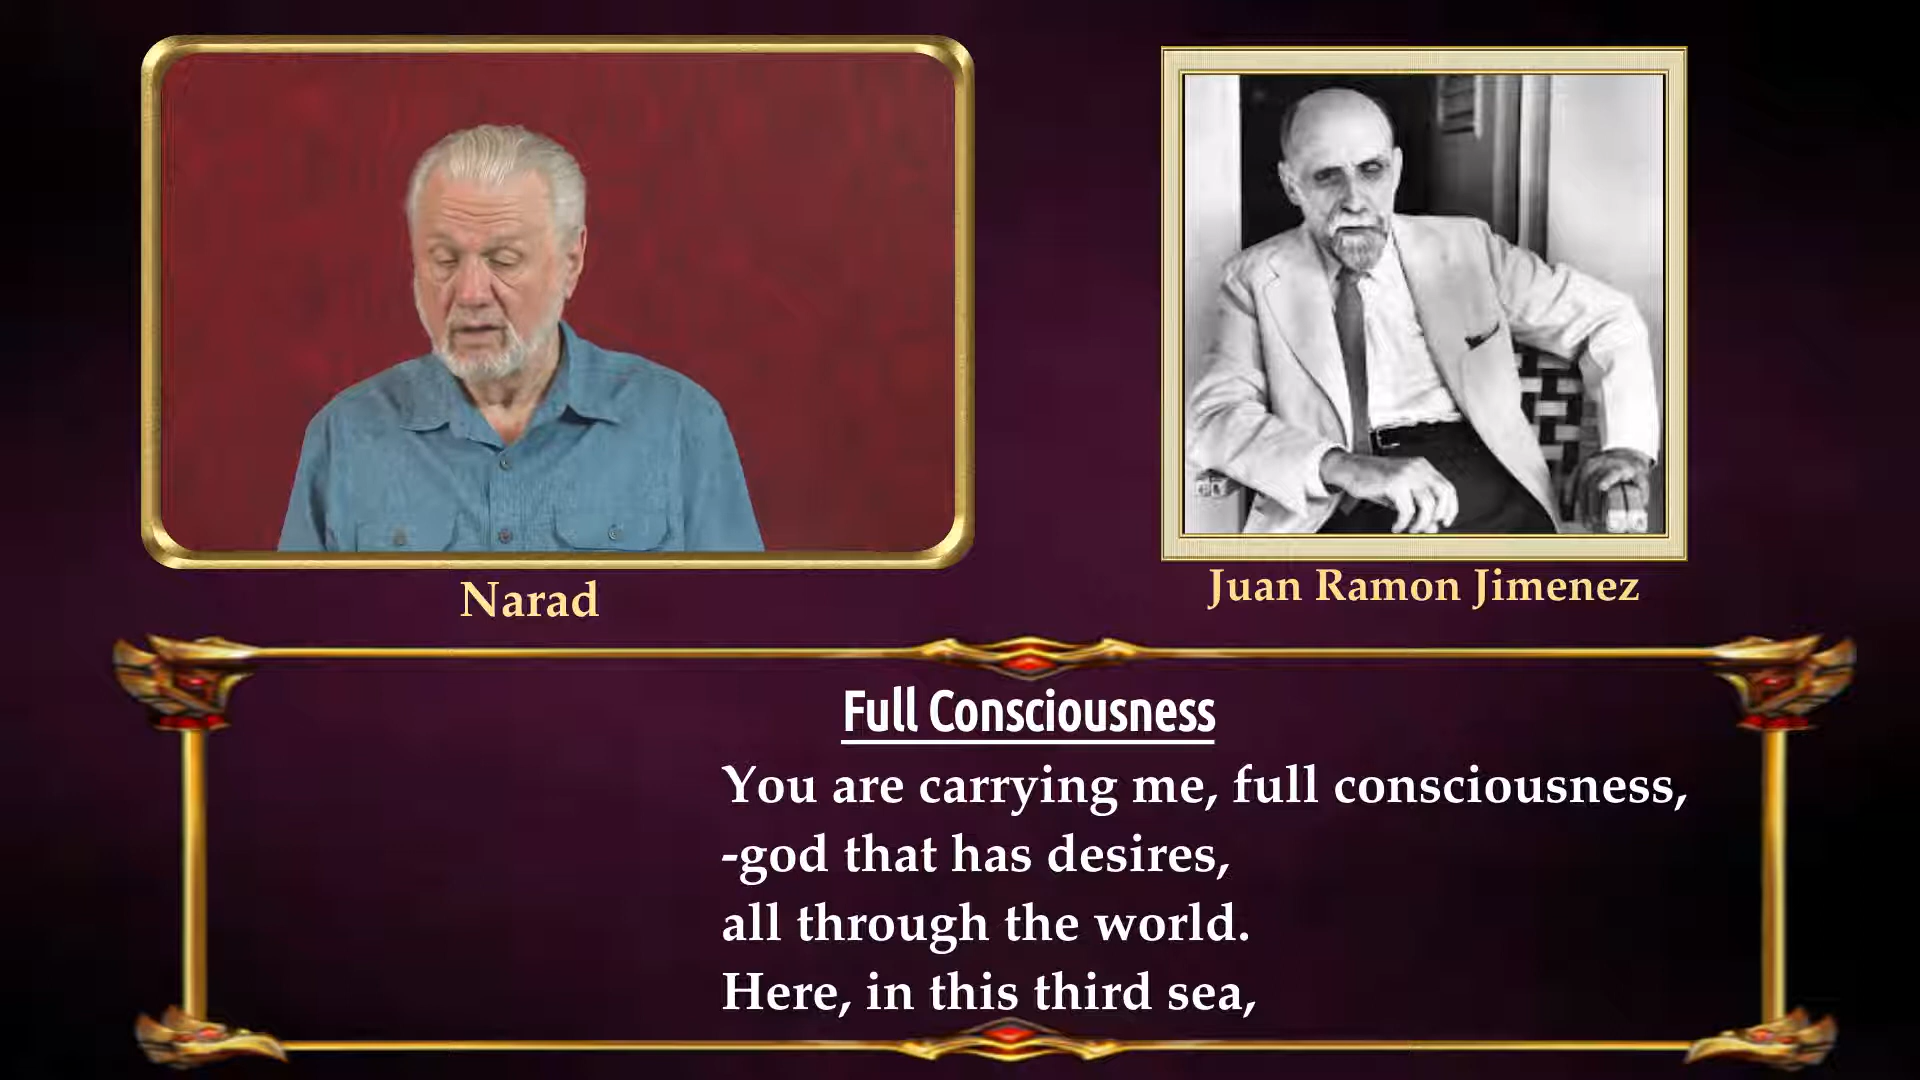 Narad
Juan Ramon Jimenez
Full Consciousness
You are carrying me, full consciousness,
-god that has desires,
all through the world.
Here, in this third sea,